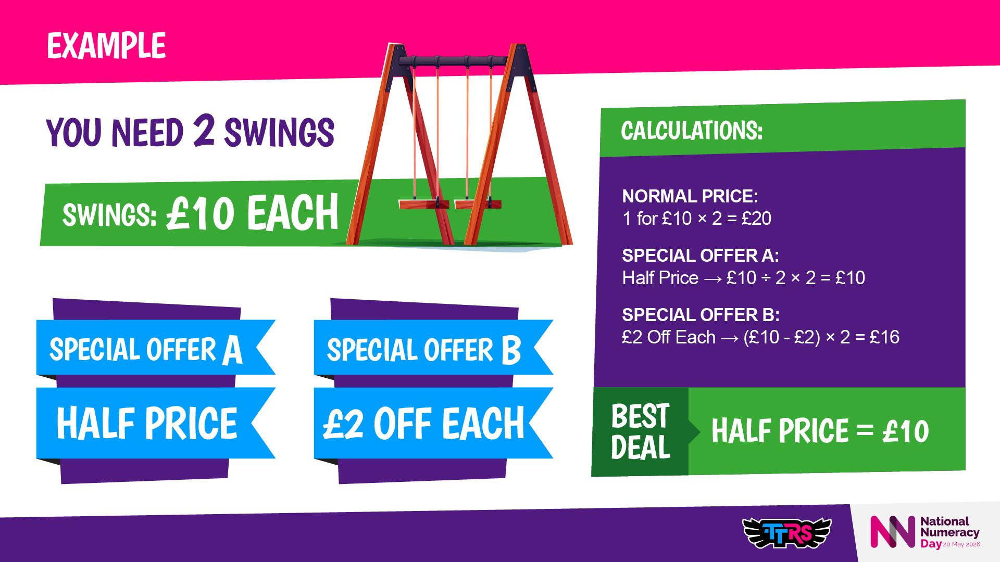 EXAMPLE
YOU NEED 2 SWINGS
SWINGS: £10 EACH
SPECIAL OFFER A
HALF PRICE
SPECIAL OFFER B
£2 OFF EACH
CALCULATIONS:
NORMAL PRICE:
1 for £10 × 2 = £20
SPECIAL OFFER A:
Half Price → £10 ÷ 2 × 2 = £10
SPECIAL OFFER B:
£2 Off Each → (£10 - £2) × 2 = £16
BEST
DEAL
HALF PRICE = £10
TTRS
National
Numeracy
Day 20 May 2026